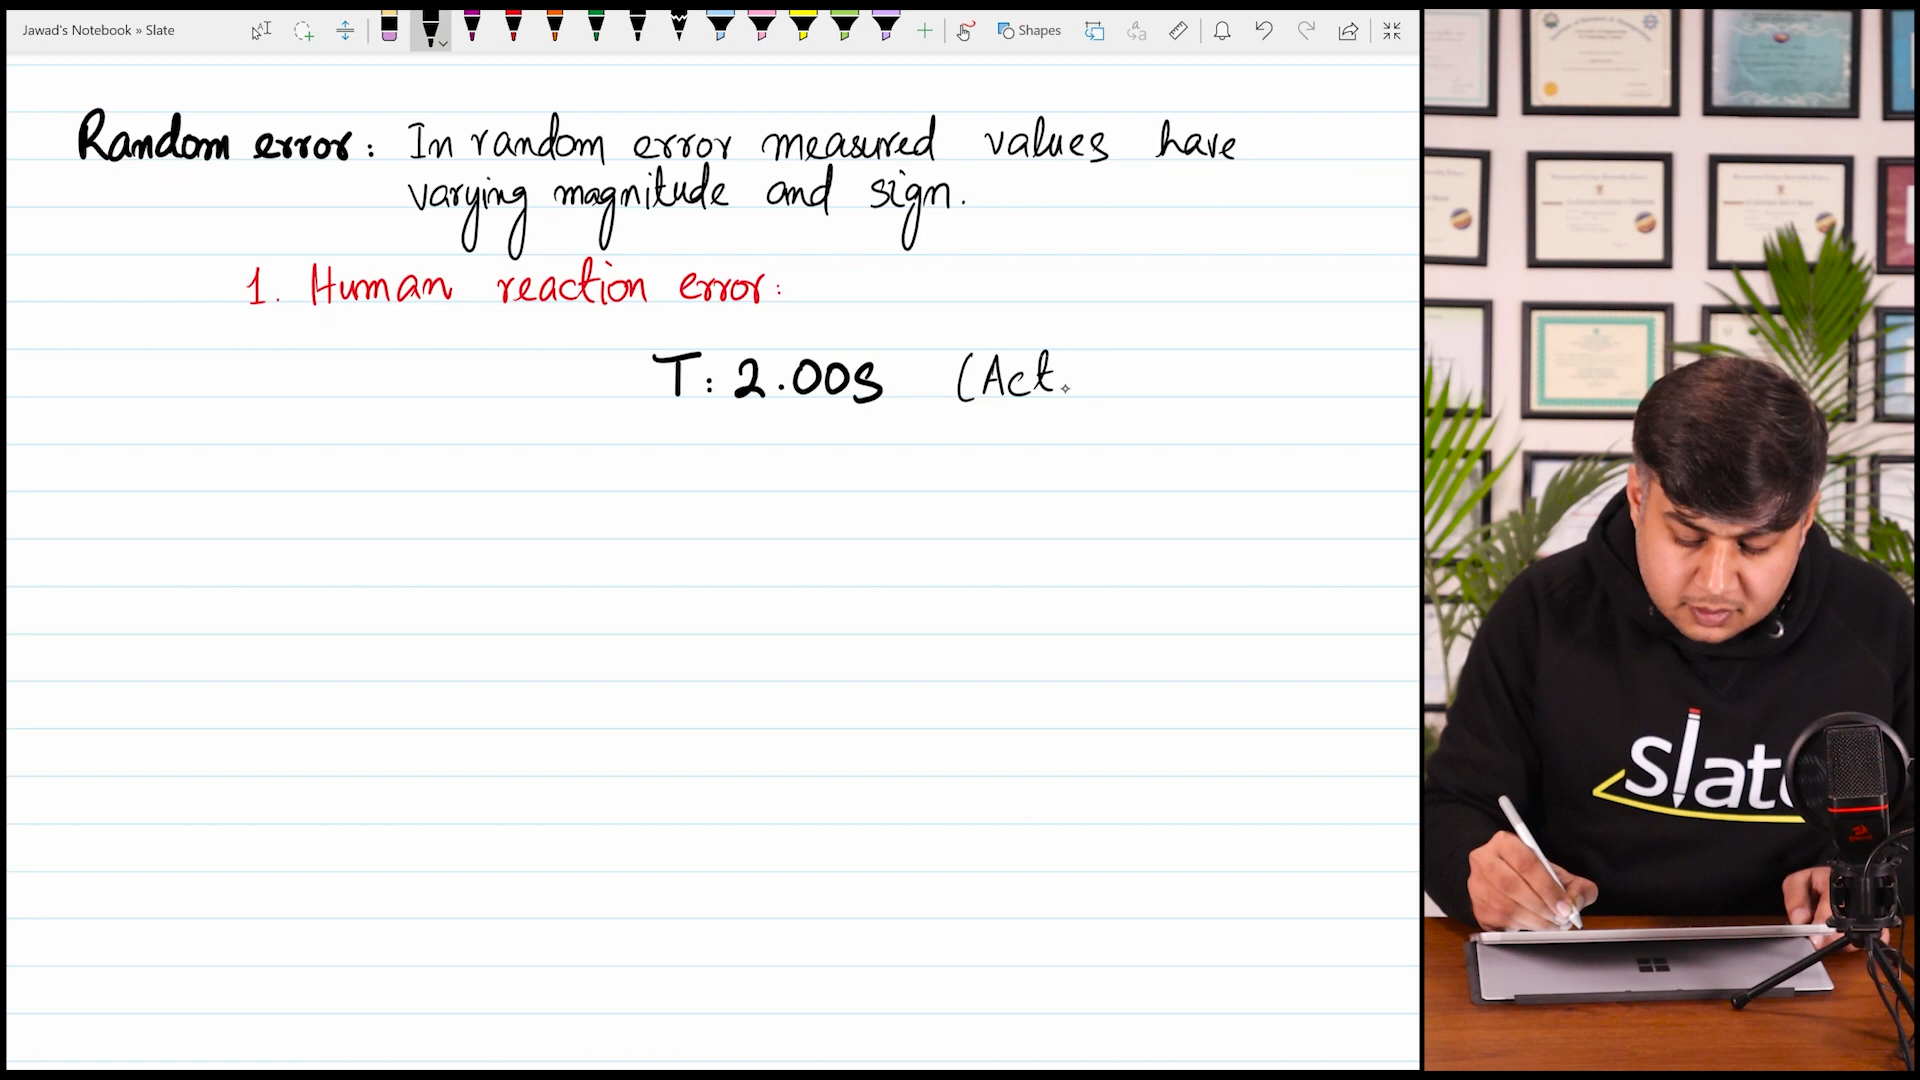 Jawad's Notebook » Slate
Shapes
Random error: In random error measured values have
varying magnitude and sign.
1. Human reaction error:
T: 2.00s (Act
slate